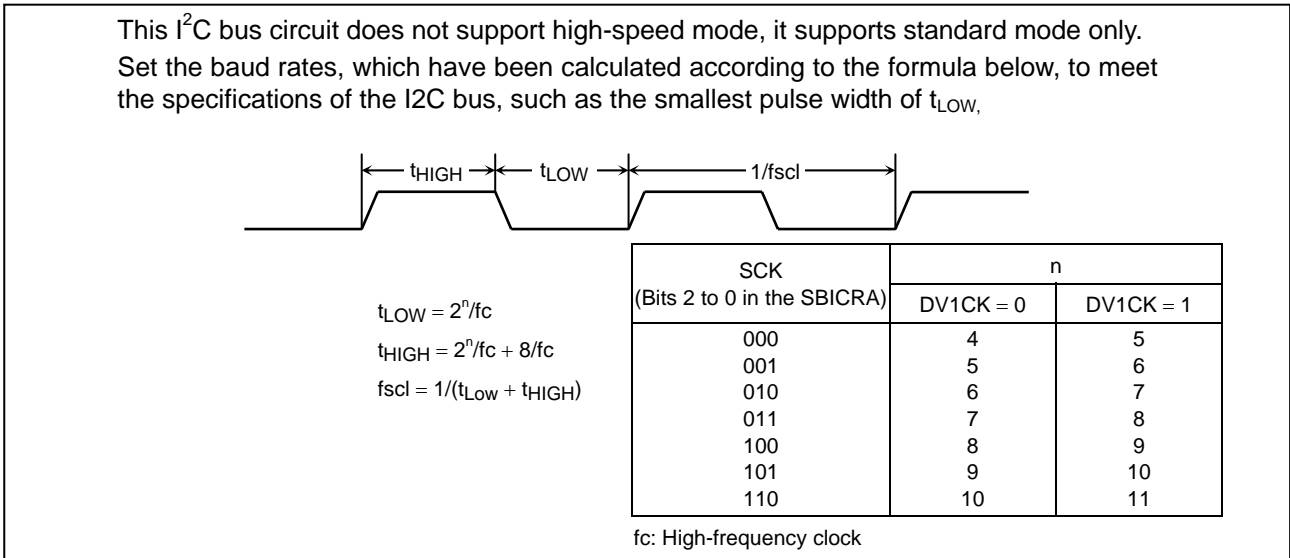 This I²C bus circuit does not support high-speed mode, it supports standard mode only.
Set the baud rates, which have been calculated according to the formula below, to meet
the specifications of the I2C bus, such as the smallest pulse width of tLOW,
tHIGH tLOW 1/fscl
SCK
(Bits 2 to 0 in the SBICRA)
n
DV1CK = 0 DV1CK = 1
000 4 5
001 5 6
010 6 7
011 7 8
100 8 9
101 9 10
110 10 11
tLOW = 2ⁿ/fc
tHIGH = 2ⁿ/fc + 8/fc
fscl = 1/(tLow + tHIGH)
fc: High-frequency clock